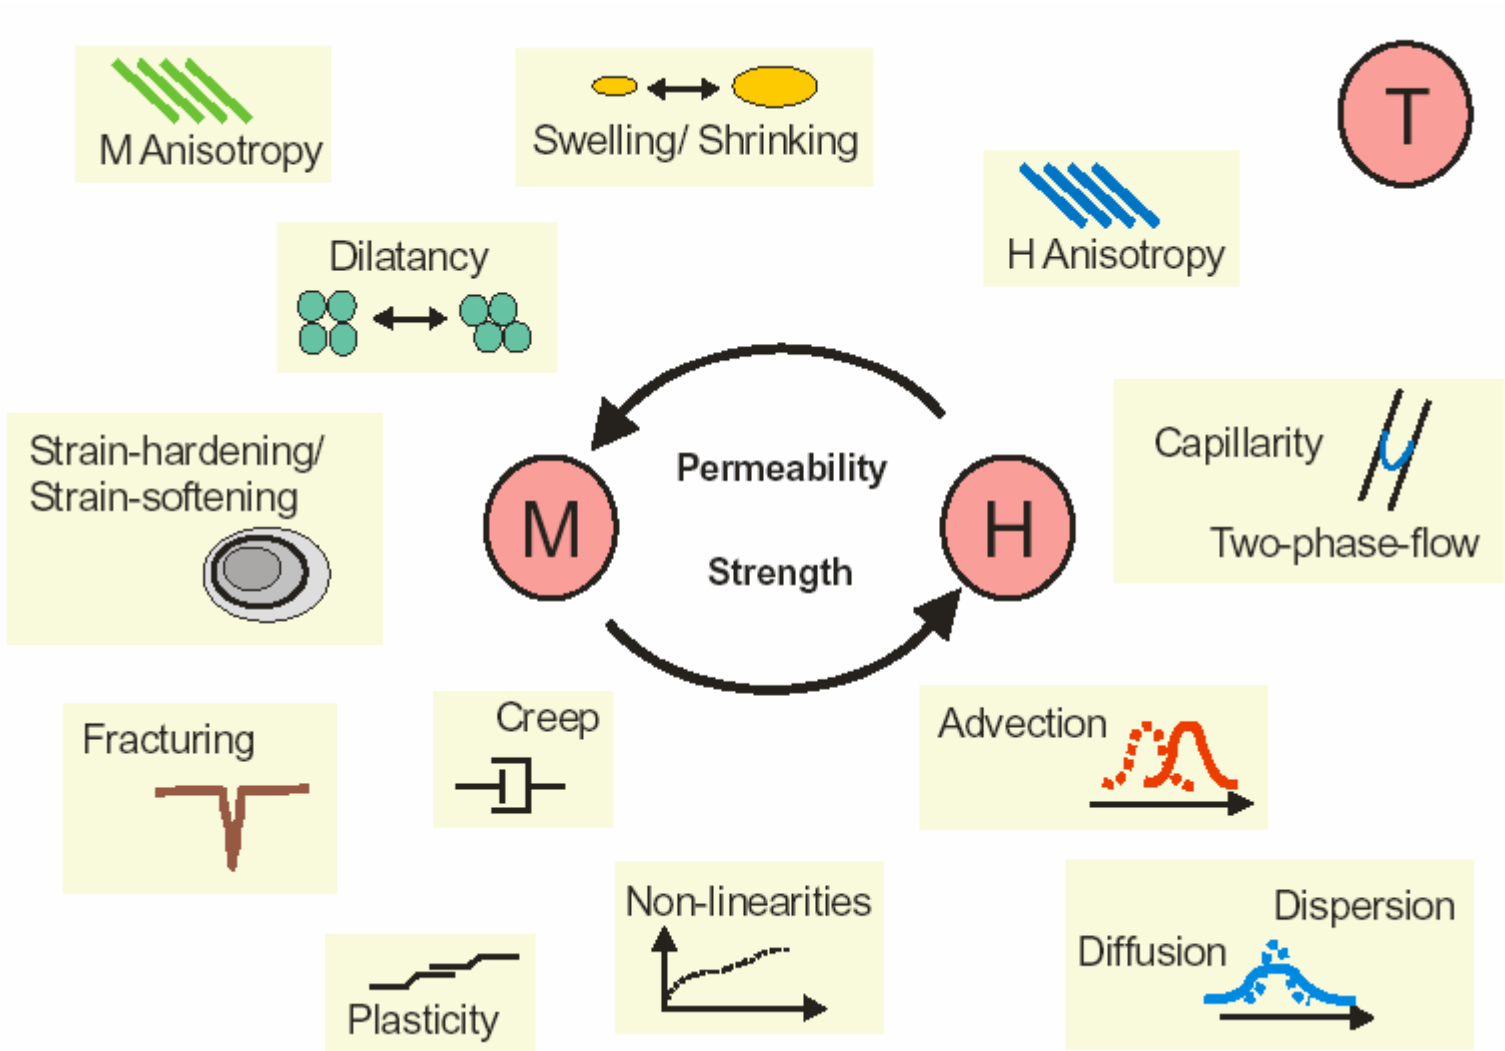 M Anisotropy
Swelling/ Shrinking
T
H Anisotropy
Dilatancy
Strain-hardening/
Strain-softening
Permeability
M
H
Strength
Capillarity
Two-phase-flow
Fracturing
Creep
Advection
Plasticity
Non-linearities
Dispersion
Diffusion